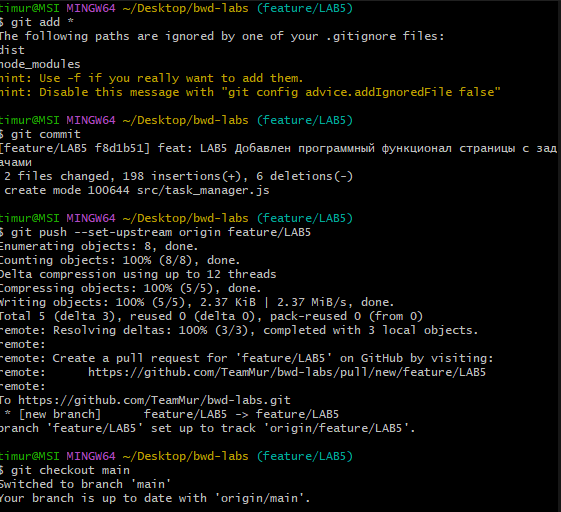 timur@MSI MINGW64 ~/Desktop/bwd-labs (feature/LAB5)
$ git add *
The following paths are ignored by one of your .gitignore files:
dist
node_modules
hint: Use -f if you really want to add them.
hint: Disable this message with "git config advice.addIgnoredFile false"
timur@MSI MINGW64 ~/Desktop/bwd-labs (feature/LAB5)
$ git commit
[feature/LAB5 f8d1b51] feat: LAB5 Добавлен программный функционал страницы с зад
ачами
2 files changed, 198 insertions(+), 6 deletions(-)
create mode 100644 src/task_manager.js
timur@MSI MINGW64 ~/Desktop/bwd-labs (feature/LAB5)
$ git push --set-upstream origin feature/LAB5
Enumerating objects: 8, done.
Counting objects: 100% (8/8), done.
Delta compression using up to 12 threads
Compressing objects: 100% (5/5), done.
Writing objects: 100% (5/5), 2.37 KiB | 2.37 MiB/s, done.
Total 5 (delta 3), reused 0 (delta 0), pack-reused 0 (from 0)
remote: Resolving deltas: 100% (3/3), completed with 3 local objects.
remote:
remote: Create a pull request for 'feature/LAB5' on GitHub by visiting:
remote:      https://github.com/TeamMur/bwd-labs/pull/new/feature/LAB5
remote:
To https://github.com/TeamMur/bwd-labs.git
* [new branch]      feature/LAB5 -> feature/LAB5
branch 'feature/LAB5' set up to track 'origin/feature/LAB5'.
timur@MSI MINGW64 ~/Desktop/bwd-labs (feature/LAB5)
$ git checkout main
Switched to branch 'main'
Your branch is up to date with 'origin/main'.